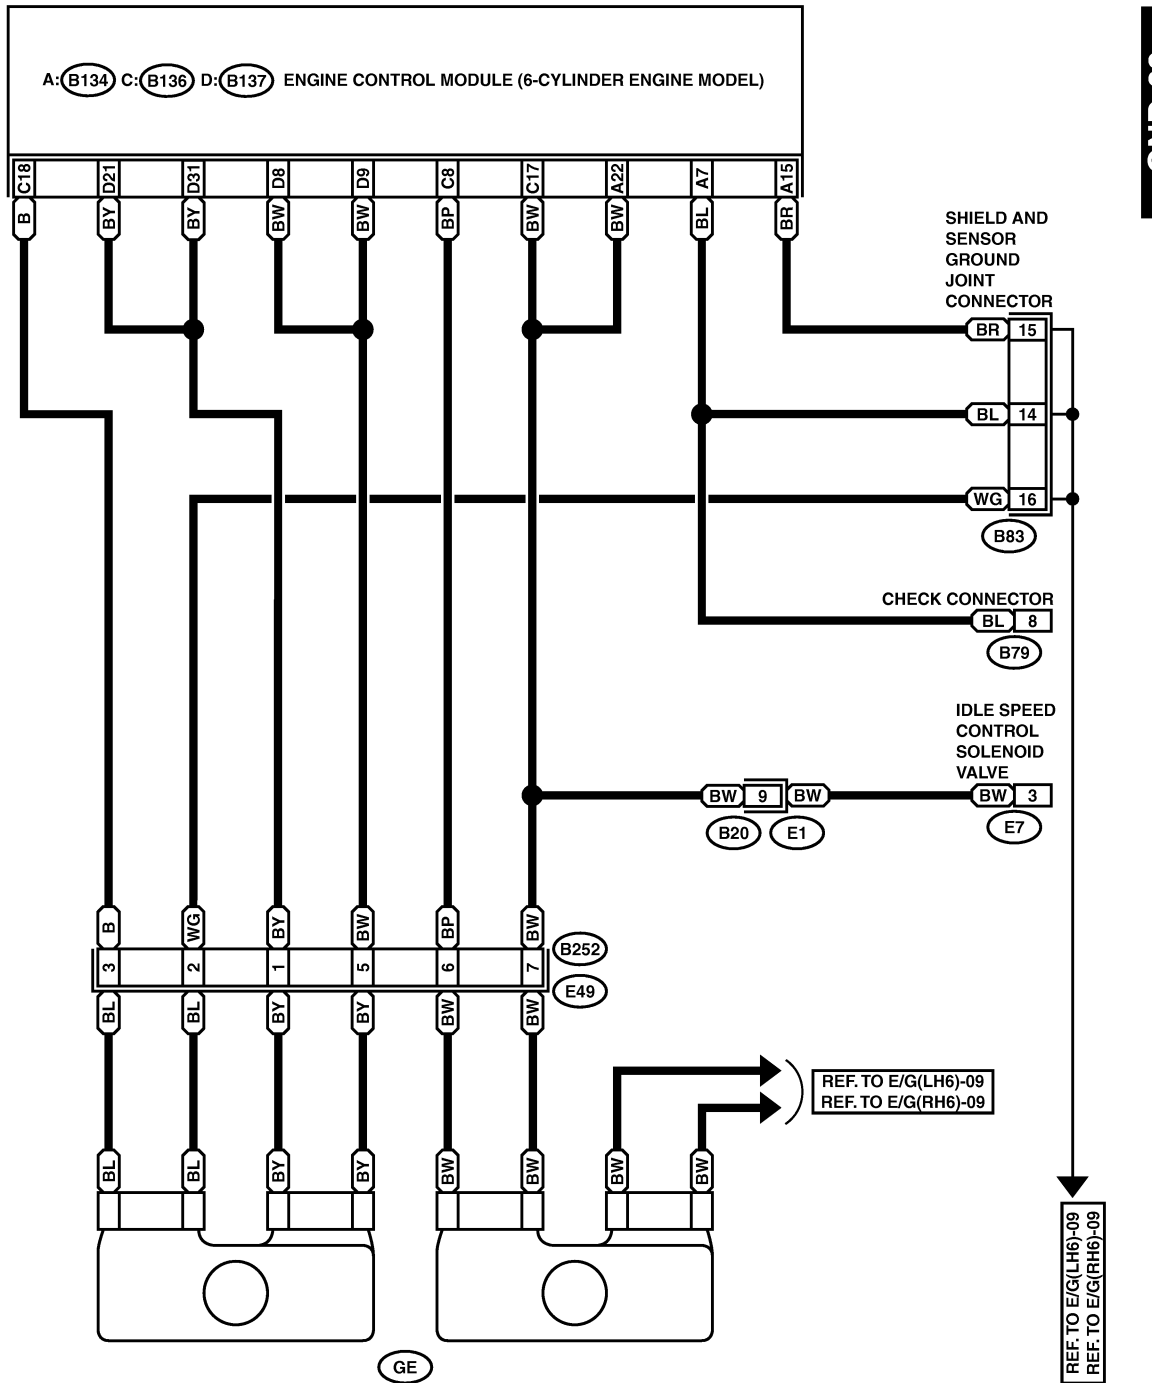 A: B134 C: B136 D: B137 ENGINE CONTROL MODULE (6-CYLINDER ENGINE MODEL)
C18 D21 D31 D8 D9 C8 C17 A22 A7 A15
B BY BY BW BW BP BW BW BL BR
SHIELD AND
SENSOR
GROUND
JOINT
CONNECTOR
BR 15
BL 14
WG 16
B83
CHECK CONNECTOR
BL 8
B79
IDLE SPEED
CONTROL
SOLENOID
VALVE
BW 9 BW BW 3
B20 E1 E7
B WG BY BW BP BW
B252
3 2 1 5 6 7
E49
BL BL BY BY BW BW
REF. TO E/G(LH6)-09
REF. TO E/G(RH6)-09
BL BL BY BY BW BW BW BW
REF. TO E/G(LH6)-09
REF. TO E/G(RH6)-09
GE